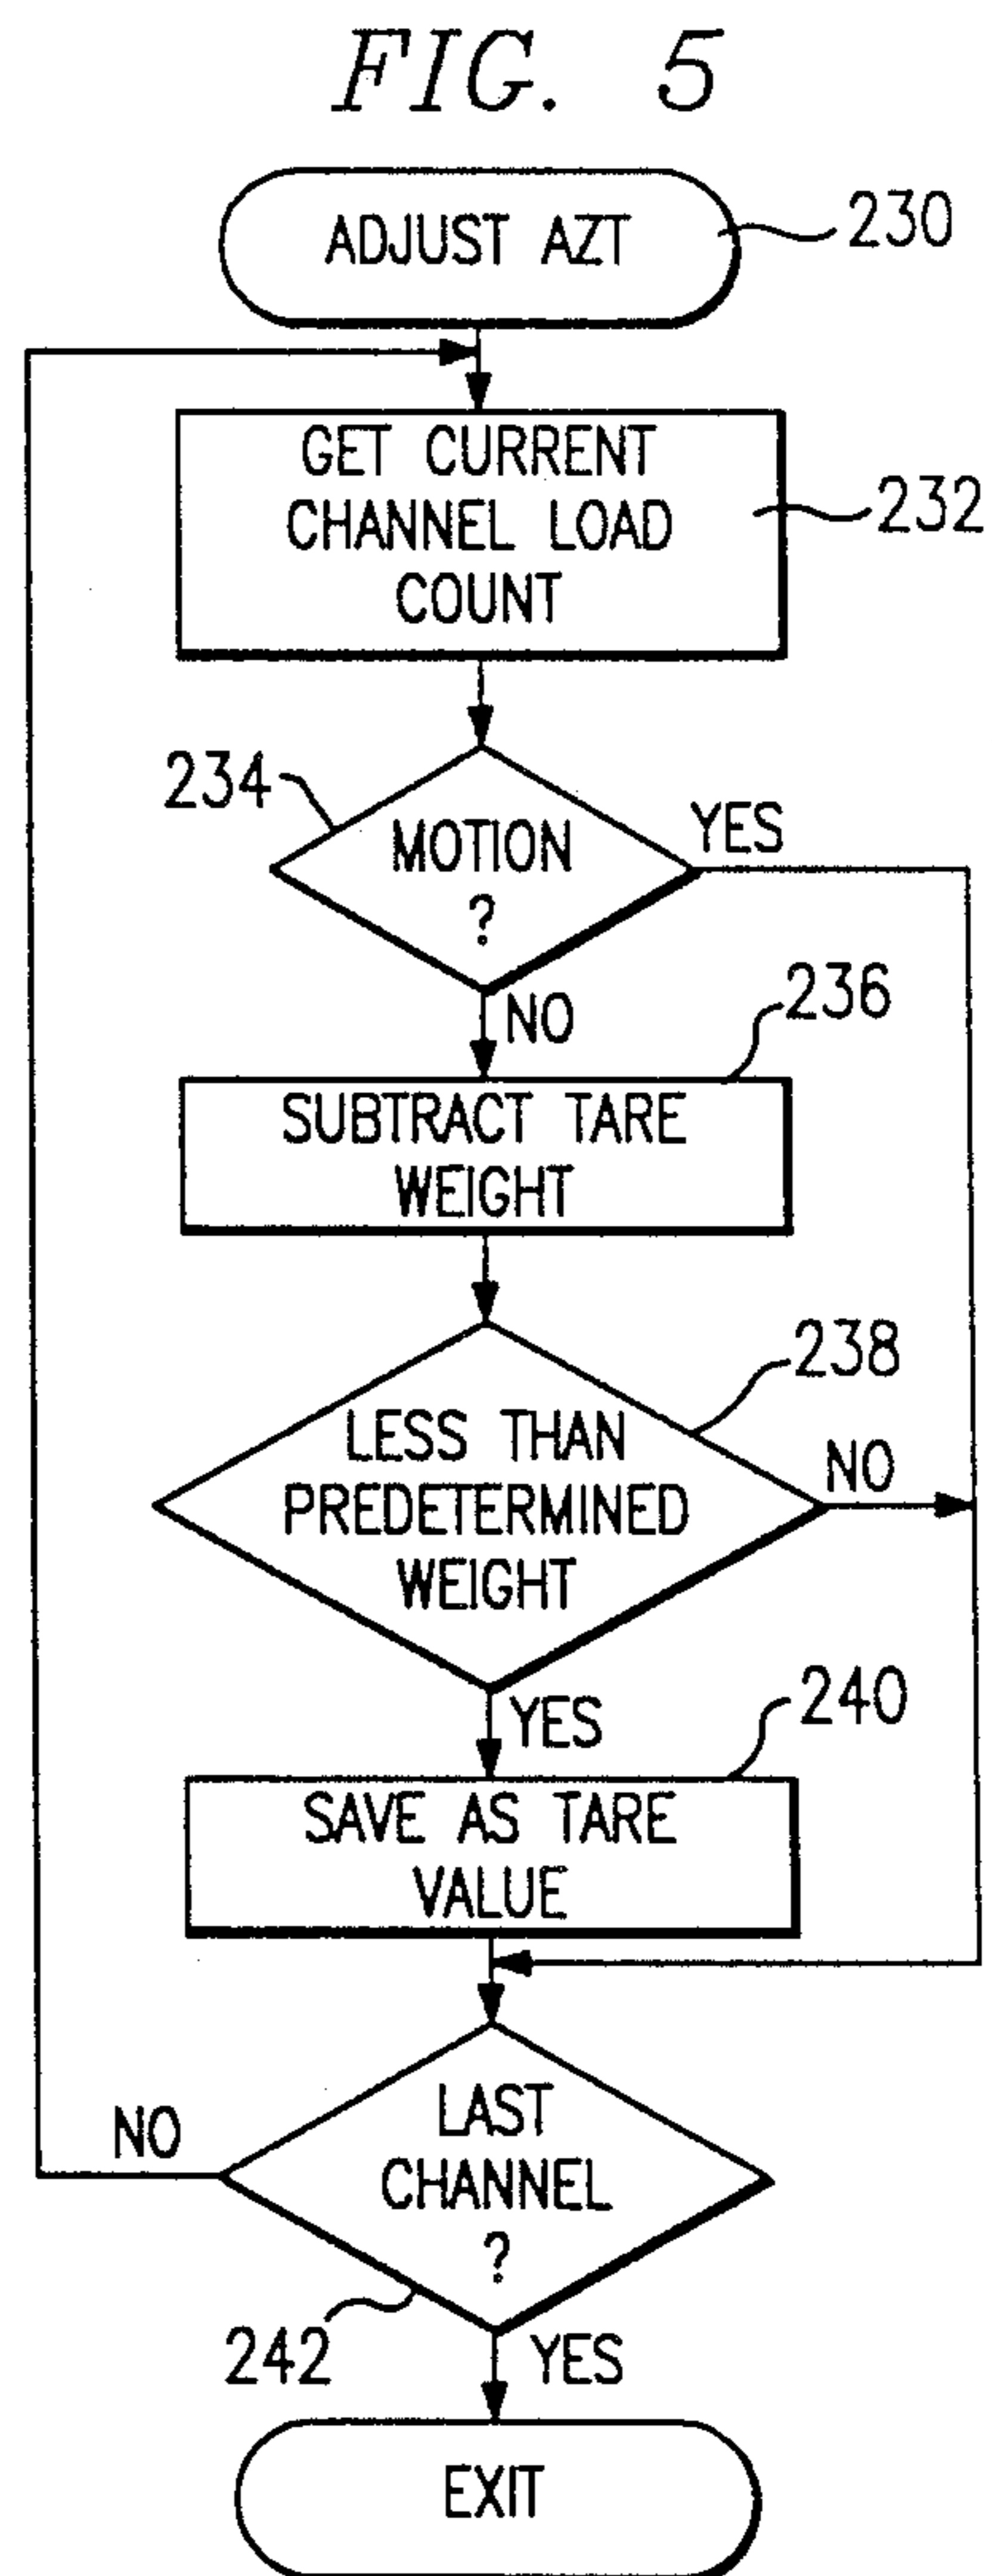 FIG. 5
ADJUST AZT
230
GET CURRENT
CHANNEL LOAD
COUNT
232
234
MOTION
?
YES
NO
236
SUBTRACT TARE
WEIGHT
238
LESS THAN
PREDETERMINED
WEIGHT
NO
YES
240
SAVE AS TARE
VALUE
LAST
CHANNEL
?
NO
242
YES
EXIT